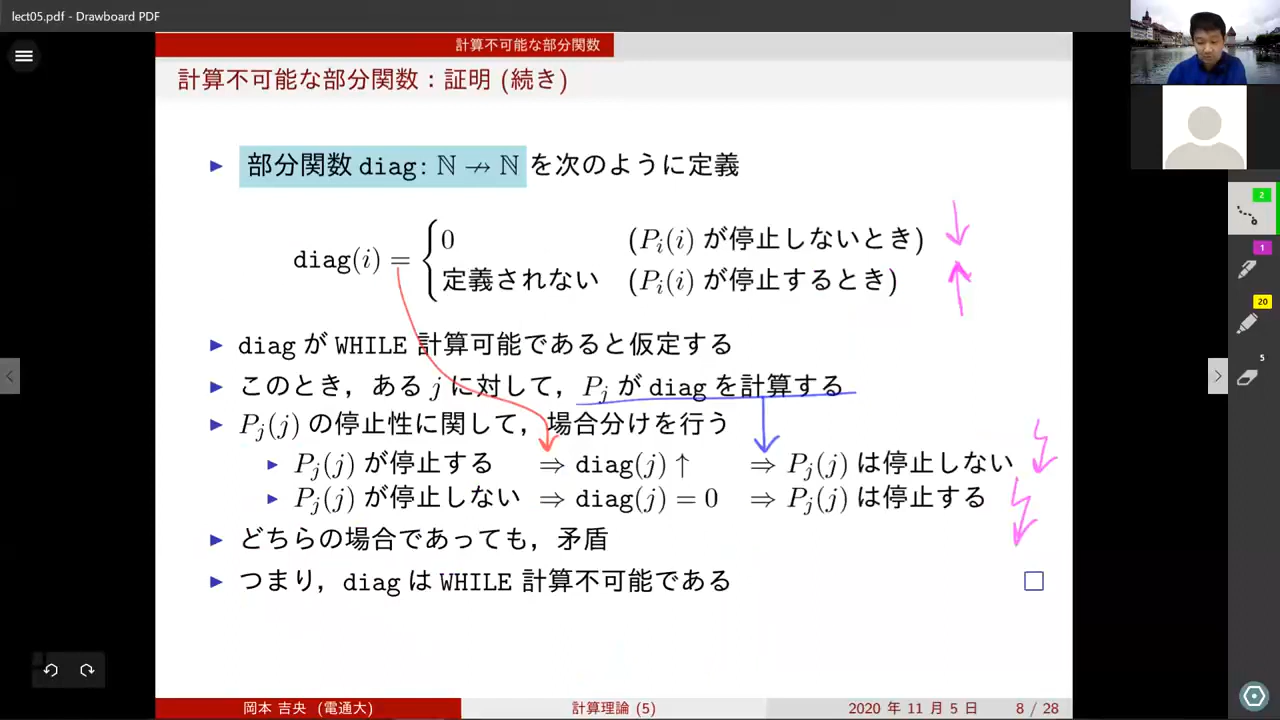 lect05.pdf - Drawboard PDF
計算不可能な部分関数
計算不可能な部分関数：証明 (続き)
▶ 部分関数 diag: ℕ ⇸ ℕ を次のように定義
diag(i) = { 0 (P_i(i) が停止しないとき)
定義されない (P_i(i) が停止するとき)
▶ diag が WHILE 計算可能であると仮定する
▶ このとき，ある j に対して，P_j が diag を計算する
▶ P_j(j) の停止性に関して，場合分けを行う
▶ P_j(j) が停止する ⇒ diag(j) ↑ ⇒ P_j(j) は停止しない
▶ P_j(j) が停止しない ⇒ diag(j) = 0 ⇒ P_j(j) は停止する
▶ どちらの場合であっても，矛盾
▶ つまり，diag は WHILE 計算不可能である □
岡本 吉央 (電通大) 計算理論 (5) 2020 年 11 月 5 日 8 / 28
2
1
20
5